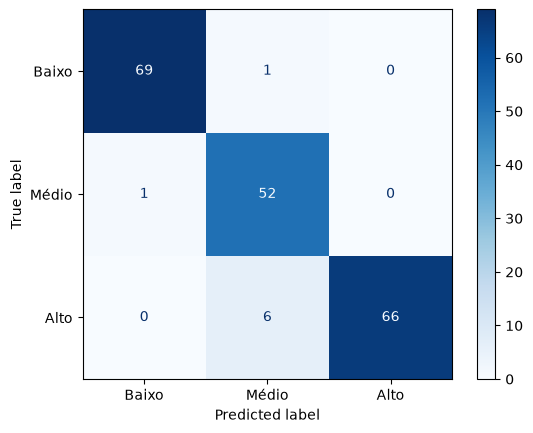 Baixo 69 1 0
Médio 1 52 0
Alto 0 6 66
Baixo Médio Alto
Predicted label
True label
60
50
40
30
20
10
0